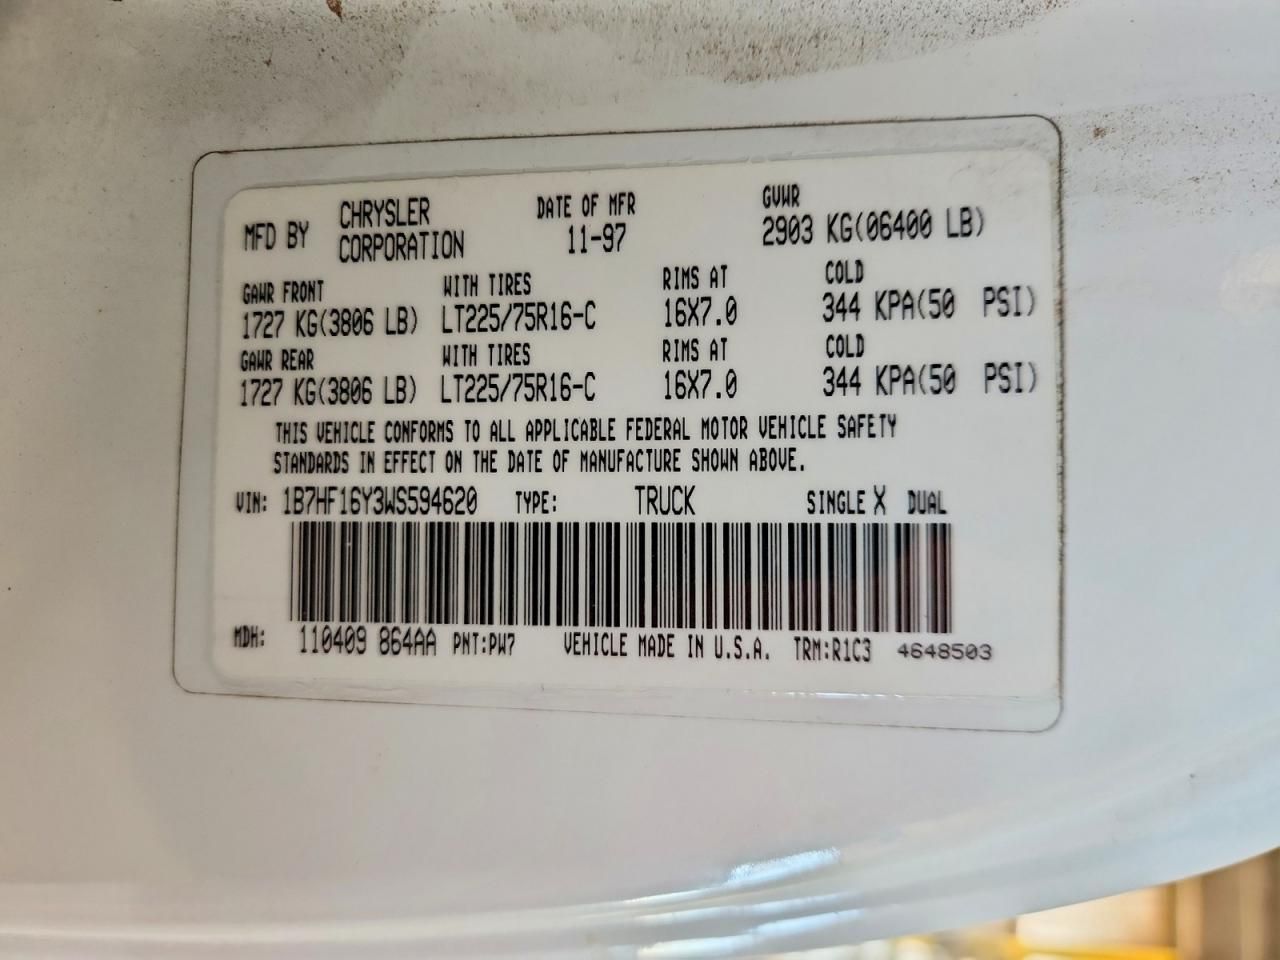 MFD BY CHRYSLER CORPORATION DATE OF MFR 11-97 GVWR 2903 KG(06400 LB)
GAWR FRONT WITH TIRES RIMS AT COLD
1727 KG(3806 LB) LT225/75R16-C 16X7.0 344 KPA(50 PSI)
GAWR REAR WITH TIRES RIMS AT COLD
1727 KG(3806 LB) LT225/75R16-C 16X7.0 344 KPA(50 PSI)
THIS VEHICLE CONFORMS TO ALL APPLICABLE FEDERAL MOTOR VEHICLE SAFETY
STANDARDS IN EFFECT ON THE DATE OF MANUFACTURE SHOWN ABOVE.
VIN: 1B7HF16Y3WS594620 TYPE: TRUCK SINGLE X DUAL
MDH: 110409 864AA PNT:PW7 VEHICLE MADE IN U.S.A. TRM:R1C3 4648503